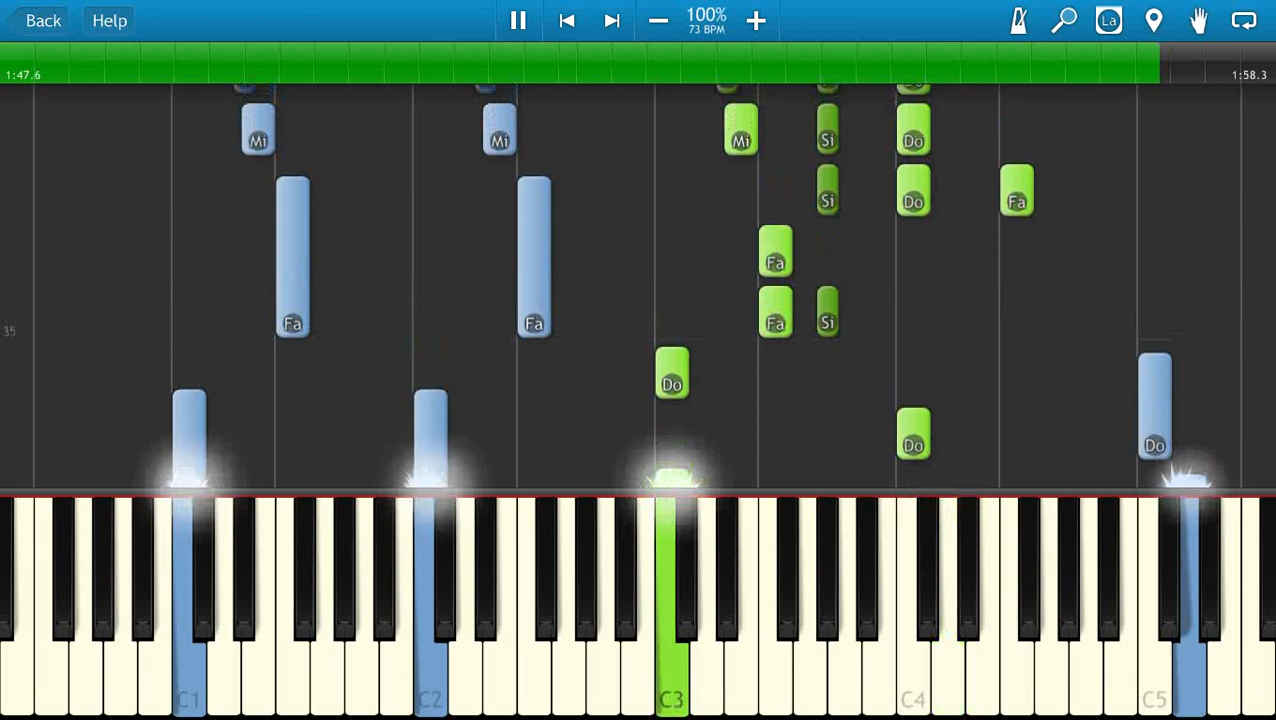 Back Help 100% La
73 BPM
1:47.6 1:58.3
Mi Mi Mi Si Do
Si Do Fa
Fa
Fa Fa Fa Si
35
Do
Do Do
C1 C2 C3 C4 C5